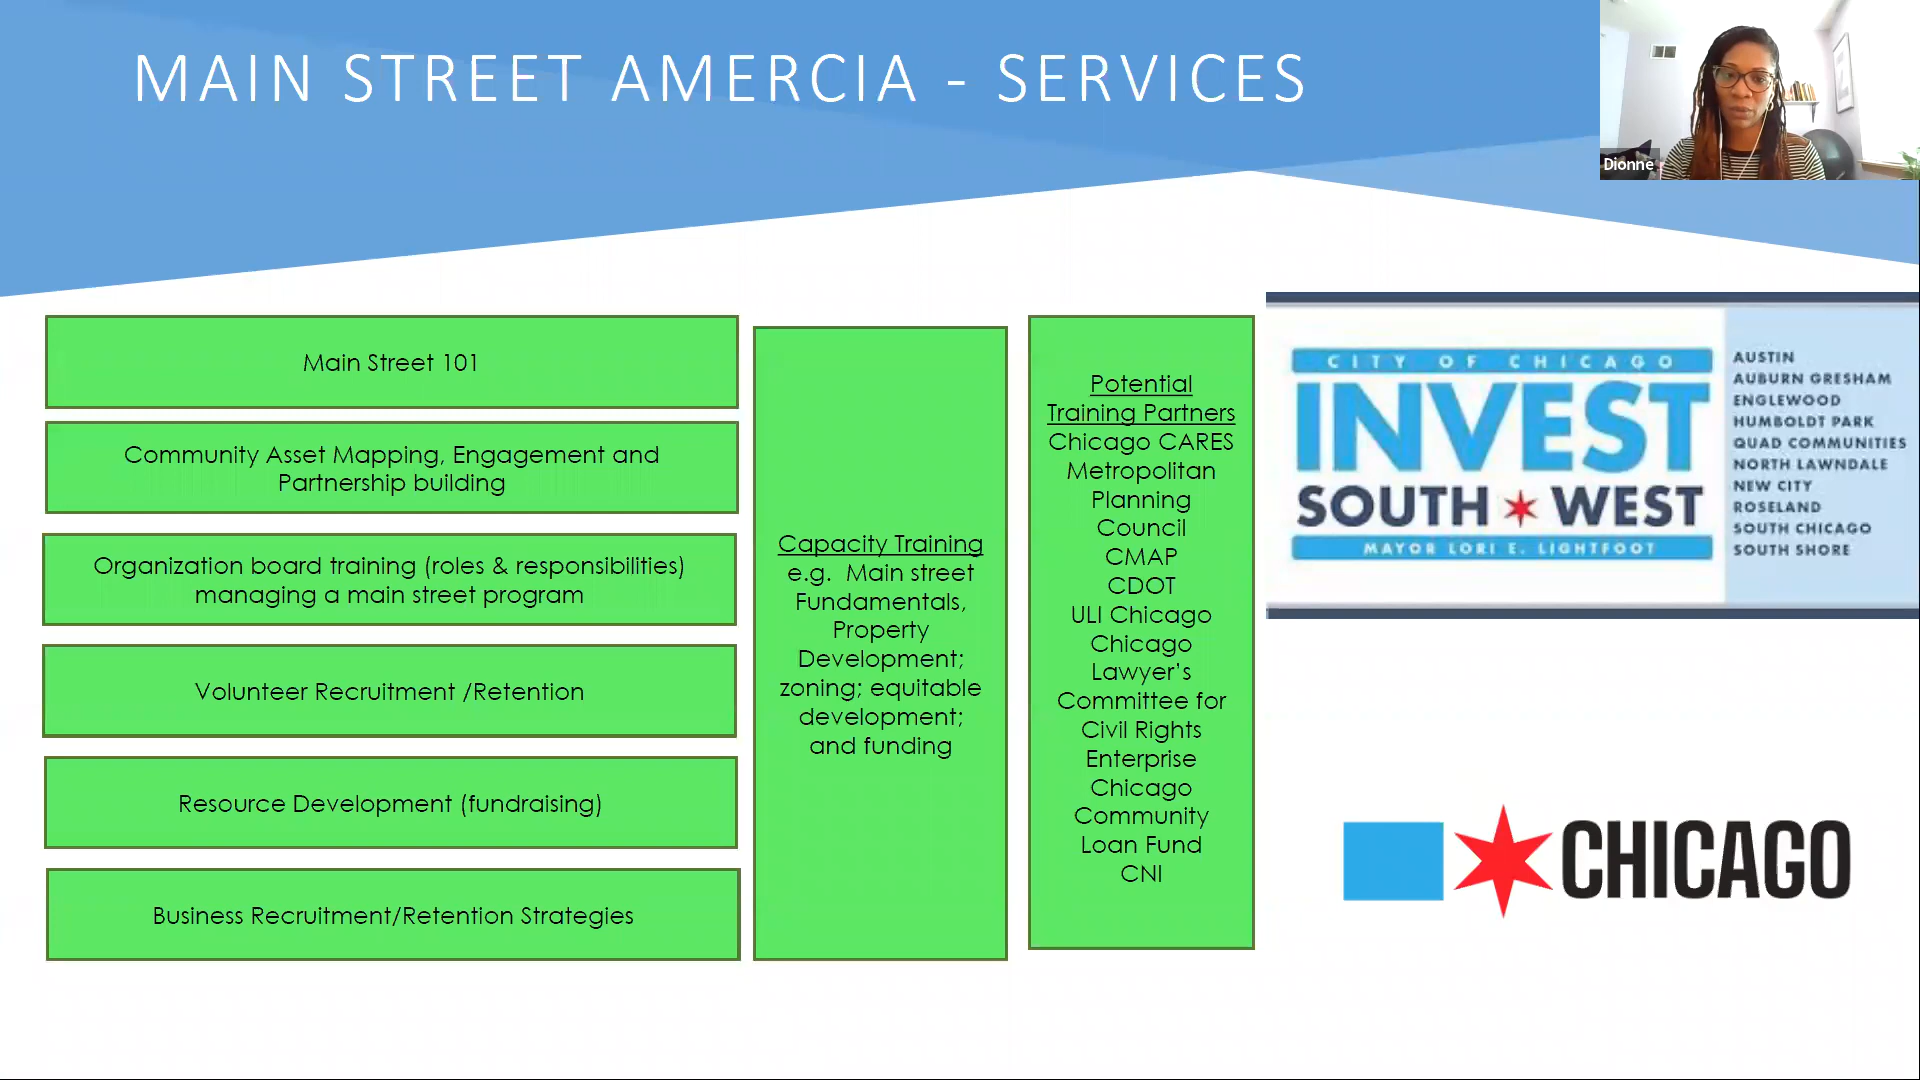 MAIN STREET AMERCIA - SERVICES
Dionne
Main Street 101
Community Asset Mapping, Engagement and
Partnership building
Organization board training (roles & responsibilities)
managing a main street program
Volunteer Recruitment /Retention
Resource Development (fundraising)
Business Recruitment/Retention Strategies
Capacity Training
e.g. Main street
Fundamentals,
Property
Development;
zoning; equitable
development;
and funding
Potential
Training Partners
Chicago CARES
Metropolitan
Planning
Council
CMAP
CDOT
ULI Chicago
Chicago
Lawyer's
Committee for
Civil Rights
Enterprise
Chicago
Community
Loan Fund
CNI
CITY OF CHICAGO
INVEST
SOUTH WEST
MAYOR LORI E. LIGHTFOOT
AUSTIN
AUBURN GRESHAM
ENGLEWOOD
HUMBOLDT PARK
QUAD COMMUNITIES
NORTH LAWNDALE
NEW CITY
ROSELAND
SOUTH CHICAGO
SOUTH SHORE
CHICAGO